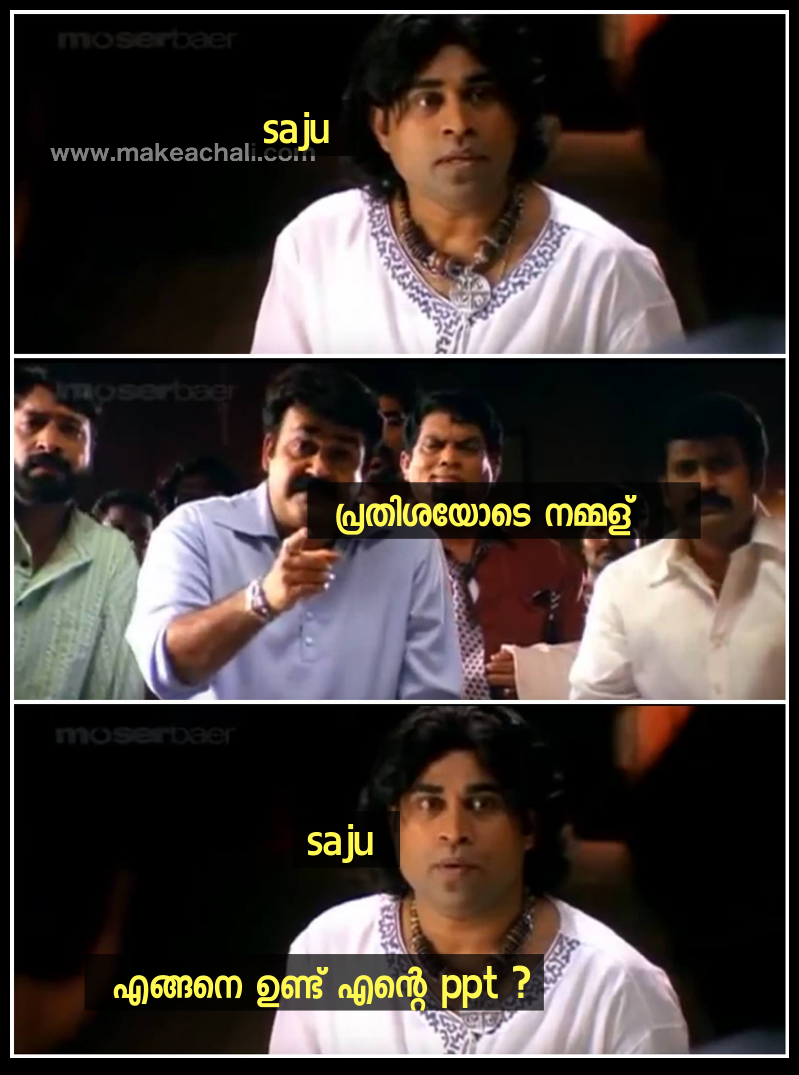 moserbaer
saju
www.makeachali.com
moserbaer
പ്രതിശയോടെ നമ്മള്
moserbaer
saju
എങ്ങനെ ഉണ്ട് എന്റെ ppt ?